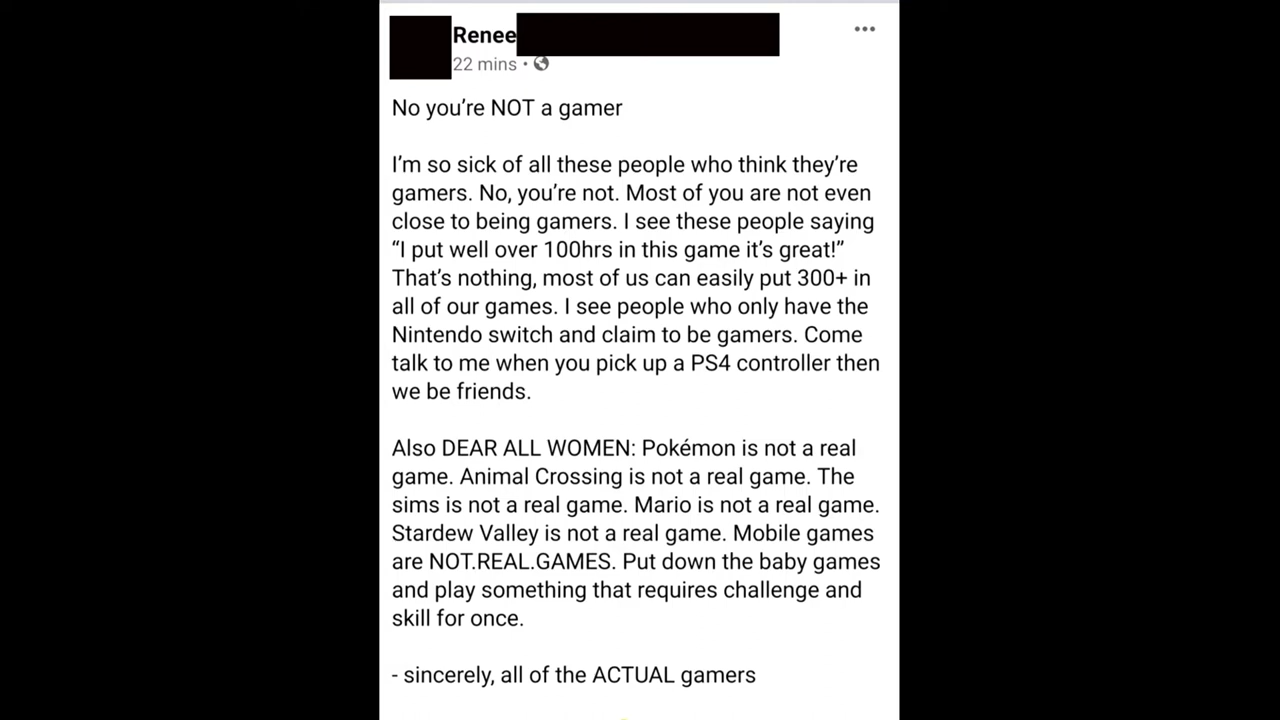 Renee
22 mins •
No you're NOT a gamer
I'm so sick of all these people who think they're
gamers. No, you're not. Most of you are not even
close to being gamers. I see these people saying
“I put well over 100hrs in this game it's great!”
That's nothing, most of us can easily put 300+ in
all of our games. I see people who only have the
Nintendo switch and claim to be gamers. Come
talk to me when you pick up a PS4 controller then
we be friends.
Also DEAR ALL WOMEN: Pokémon is not a real
game. Animal Crossing is not a real game. The
sims is not a real game. Mario is not a real game.
Stardew Valley is not a real game. Mobile games
are NOT.REAL.GAMES. Put down the baby games
and play something that requires challenge and
skill for once.
- sincerely, all of the ACTUAL gamers